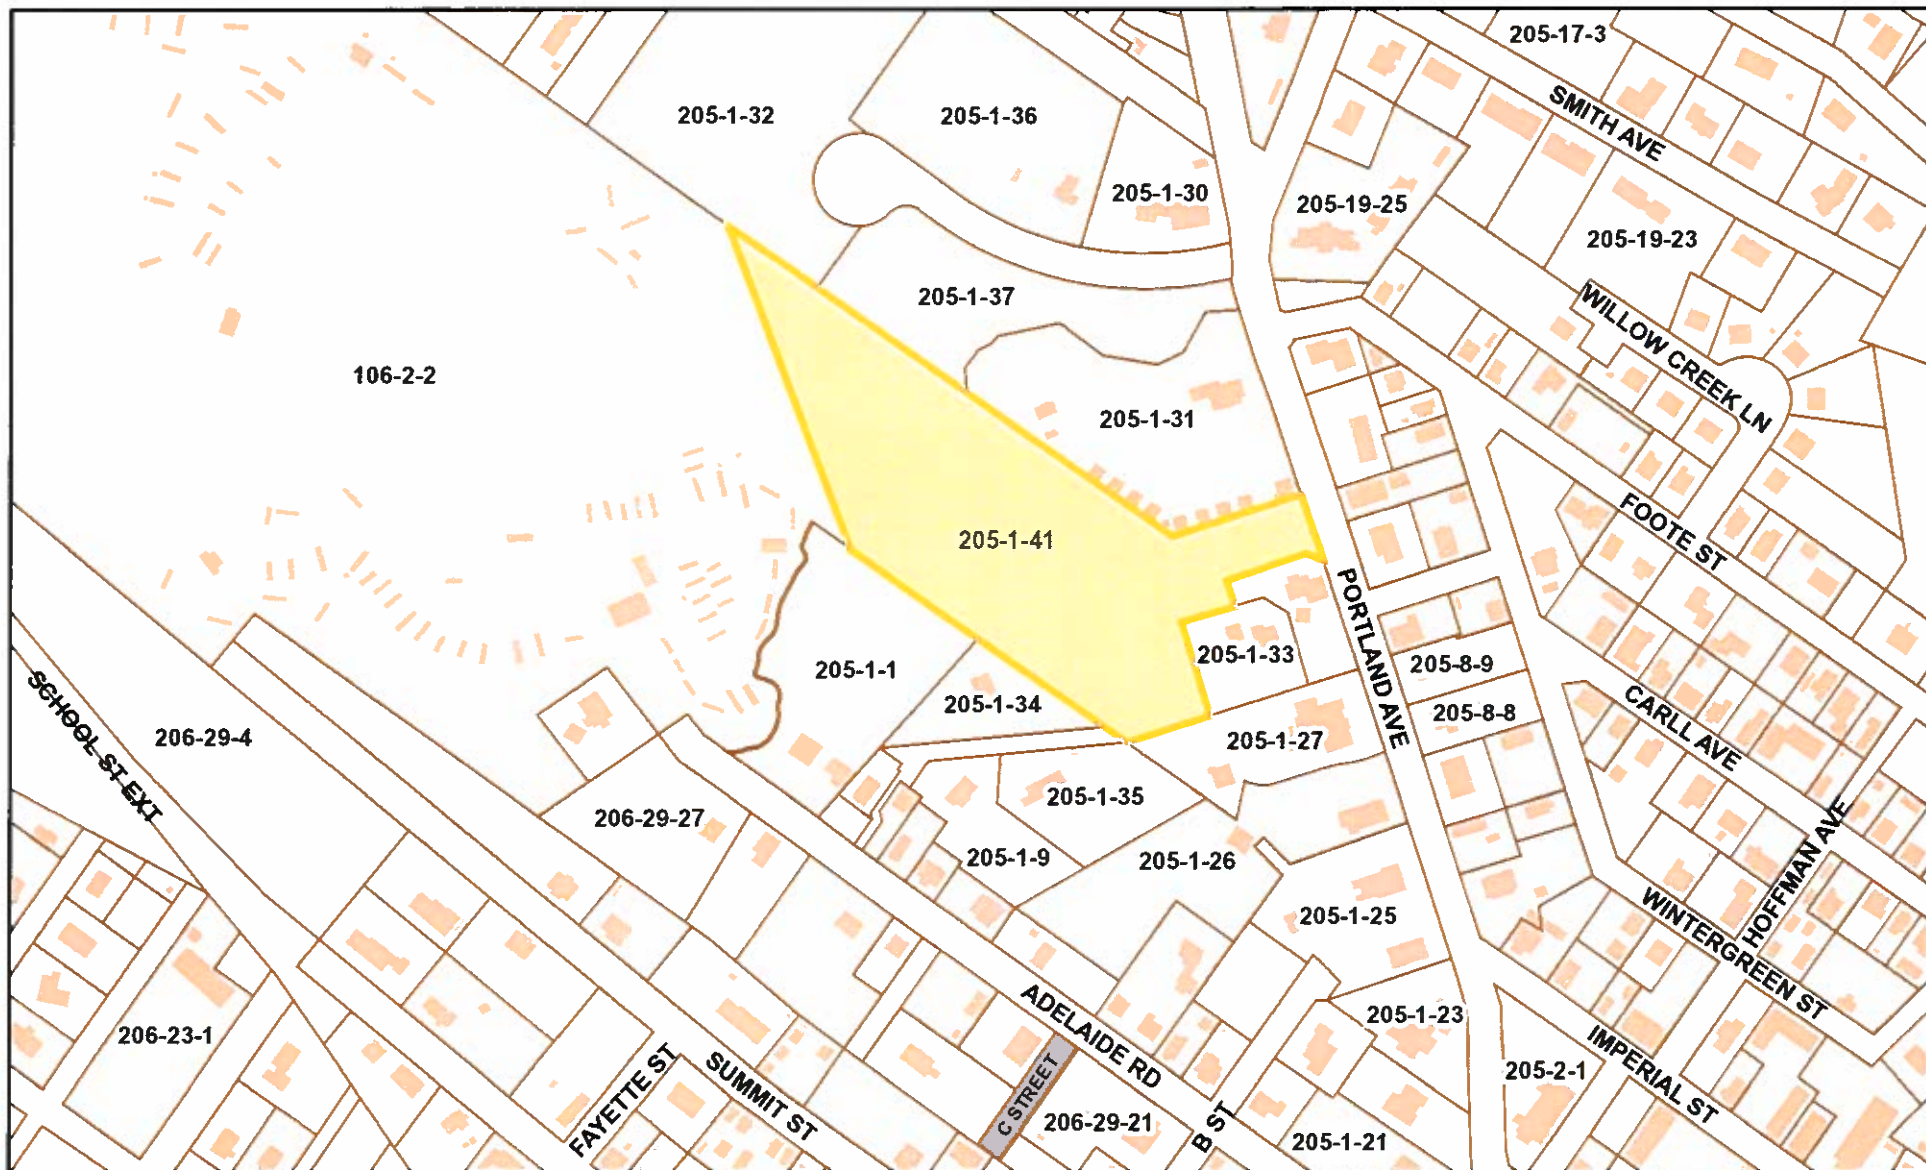 205-17-3
205-1-32
205-1-36
SMITH AVE
205-1-30
205-19-25
205-19-23
205-1-37
WILLOW CREEK LN
106-2-2
205-1-31
205-1-41
FOOTE ST
PORTLAND AVE
205-1-33
205-8-9
205-1-1
205-1-34
205-8-8
CARLL AVE
SCHOOL ST EXT
206-29-4
205-1-27
205-1-35
206-29-27
205-1-9
205-1-26
HOFFMAN AVE
205-1-25
WINTERGREEN ST
ADELAIDE RD
205-1-23
206-23-1
IMPERIAL ST
205-2-1
FAYETTE ST
SUMMIT ST
C STREET
206-29-21
B ST
205-1-21